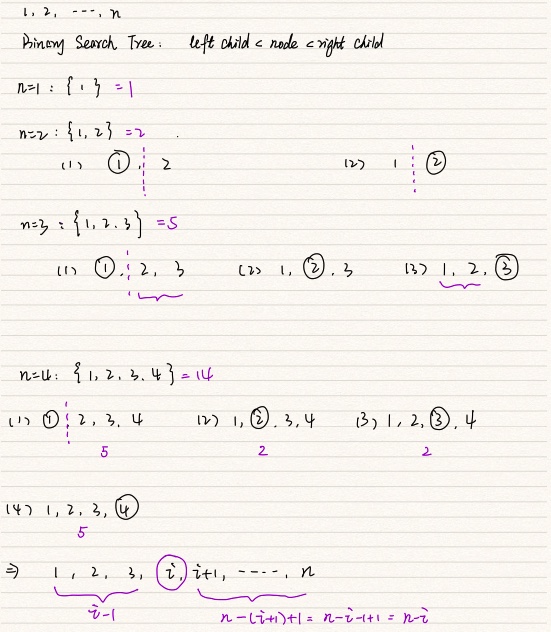 1, 2, ----, n
Binary Search Tree: left child < node < right child
n=1 : { 1 } = 1
n=2 : {1, 2} = 2
(1) ①, 2 (2) 1 ②
n=3 : {1, 2, 3} = 5
(1) ①, 2, 3 (2) 1, ②, 3 (3) 1, 2, ③
n=4: {1, 2, 3, 4} = 14
(1) ① 2, 3, 4 (2) 1, ②, 3, 4 (3) 1, 2, ③, 4
5 2 2
(4) 1, 2, 3, ④
5
⇒ 1, 2, 3, i, i+1, ----, n
i-1 n-(i+1)+1 = n-i-1+1 = n-i